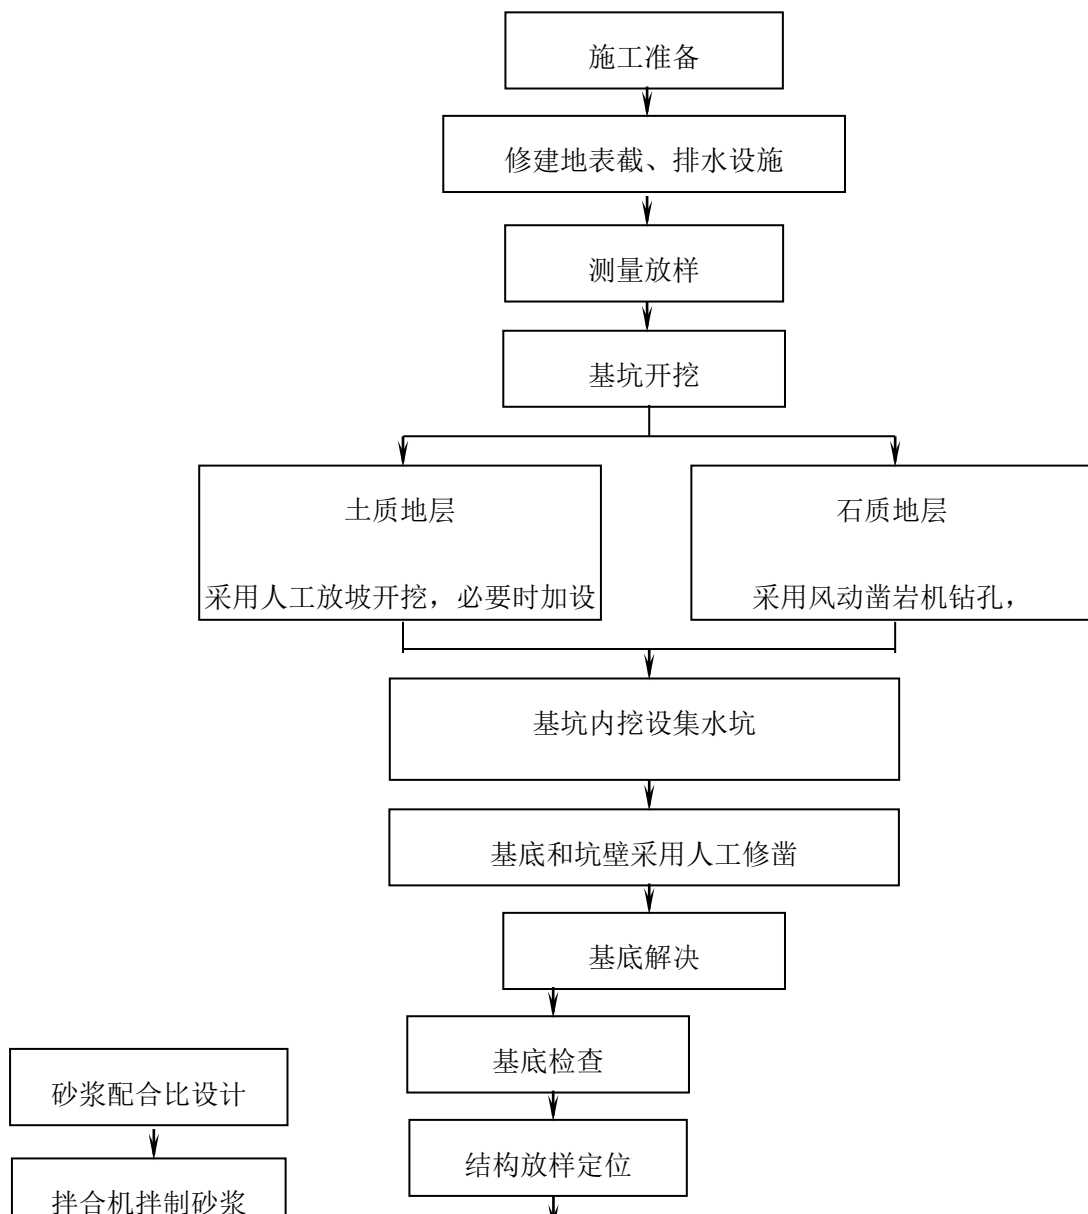 施工准备
修建地表截、排水设施
测量放样
基坑开挖
土质地层
采用人工放坡开挖，必要时加设
石质地层
采用风动凿岩机钻孔，
基坑内挖设集水坑
基底和坑壁采用人工修凿
基底解决
基底检查
结构放样定位
砂浆配合比设计
拌合机拌制砂浆